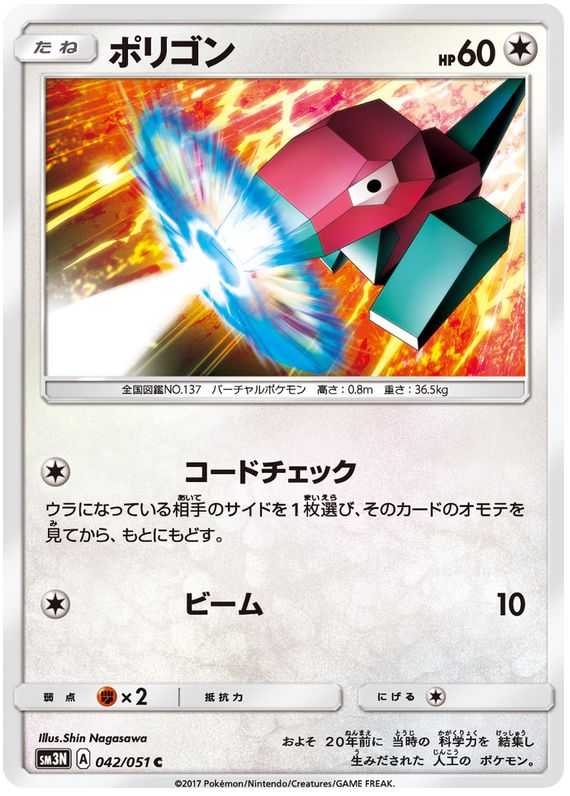 たね ポリゴン HP 60
全国図鑑NO.137 バーチャルポケモン 高さ:0.8m 重さ:36.5kg
コードチェック
ウラになっている相手のサイドを1枚選び、そのカードのオモテを
見てから、もとにもどす。
ビーム 10
弱点 ×2 抵抗力 にげる
Illus.Shin Nagasawa
SM3N A 042/051 C
およそ 20年前に 当時の 科学力を 結集し
生みだされた 人工の ポケモン。
©2017 Pokémon/Nintendo/Creatures/GAME FREAK.